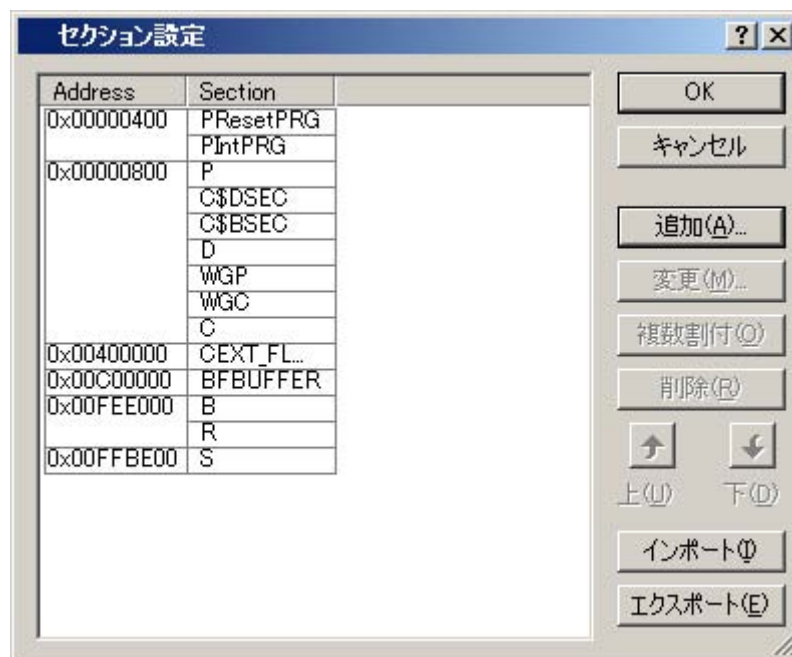 セクション設定
Address Section
0x00000400 PResetPRG
PIntPRG
0x00000800 P
C$DSEC
C$BSEC
D
WGP
WGC
C
0x00400000 CEXT_FL...
0x00C00000 BFBUFFER
0x00FEE000 B
R
0x00FFBE00 S
OK
キャンセル
追加(A)...
変更(M)...
複数割付(O)
削除(R)
上(U) 下(D)
インポート(I)
エクスポート(E)